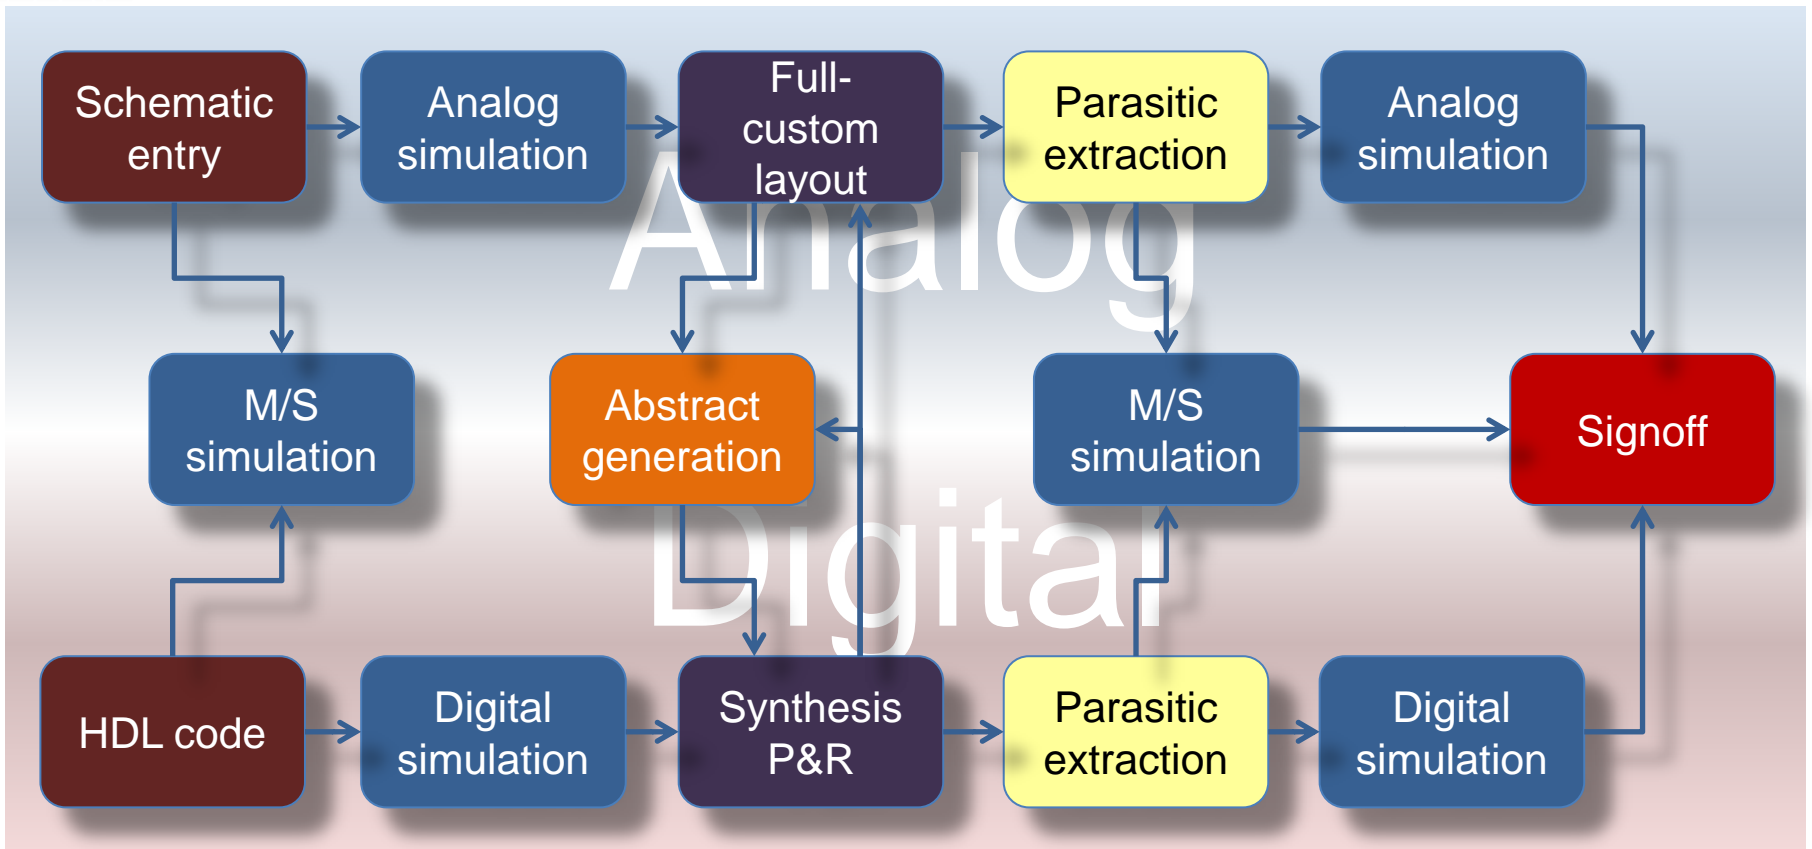 Schematic
entry
Analog
simulation
Full-
custom
layout
Parasitic
extraction
Analog
simulation
Analog
M/S
simulation
Abstract
generation
M/S
simulation
Signoff
Digital
HDL code
Digital
simulation
Synthesis
P&R
Parasitic
extraction
Digital
simulation